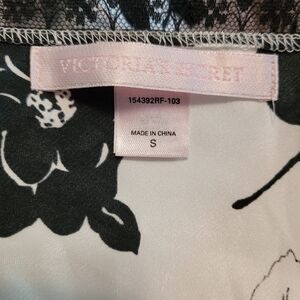 VICTORIA'S SECRET
154392RF-103
MADE IN CHINA
S